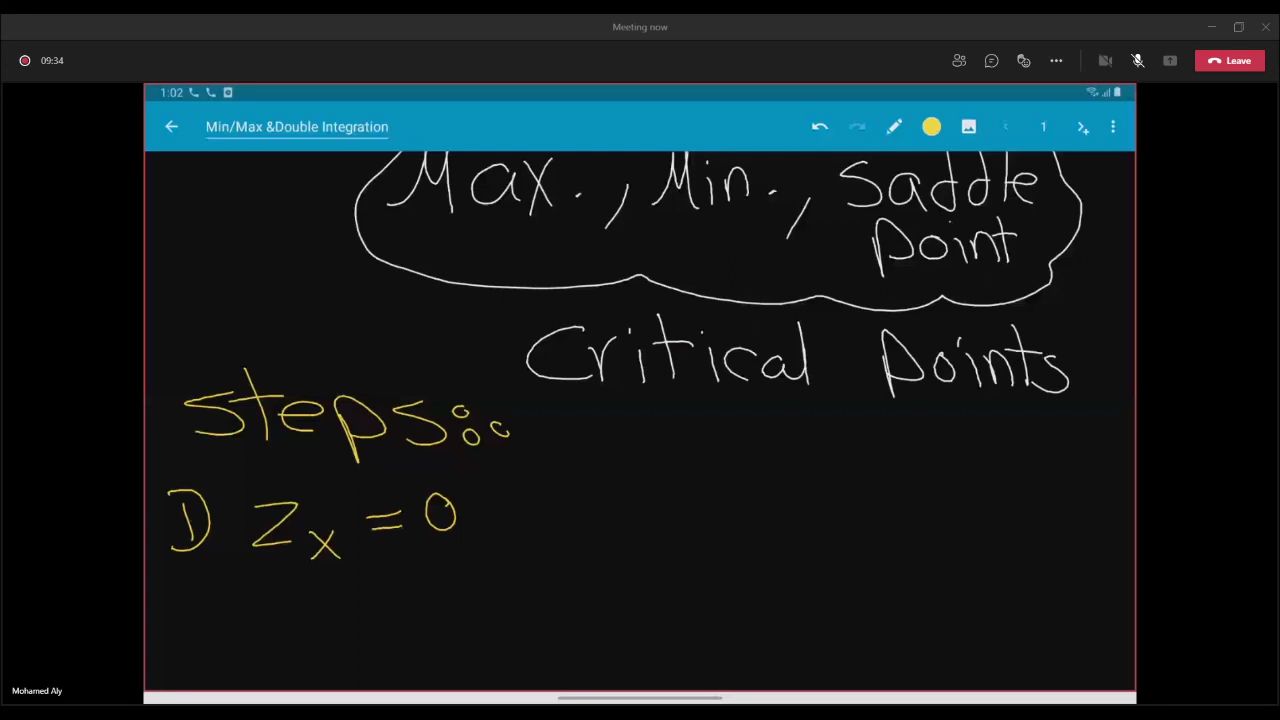 Meeting now
09:34
Leave
1:02
Min/Max &Double Integration
1
Max. , Min. , Saddle
point
Critical Points
Steps:
1) Zx = 0
Mohamed Aly